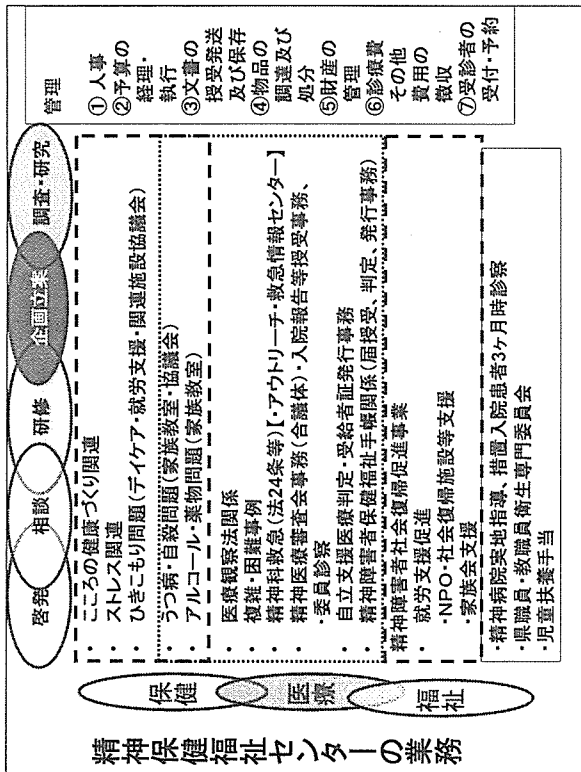 精神保健福祉センターの業務
啓発
相談
研修
企画立案
調査・研究
保健
医療
福祉
・こころの健康づくり関連
ストレス関連
ひきこもり問題(デイケア・就労支援・関連施設協議会)
・うつ病・自殺問題(家族教室・協議会)
・アルコール・薬物問題(家族教室)
・医療観察法関係
・複雑・困難事例
・精神科救急(法24条等)【・アウトリーチ・救急情報センター】
・精神医療審査会事務(合議体)・入院報告等授受事務、
・委員診察
・自立支援医療判定・受給者証発行事務
・精神障害者保健福祉手帳関係(届授受、判定、発行事務)
精神障害者社会復帰促進事業
・就労支援促進
・NPO・社会復帰施設等支援
・家族会支援
・精神病院実地指導、措置入院患者3ヶ月時診察
・県職員・教職員衛生専門委員会
・児童扶養手当
管理
① 人事
②予算の
経理・
執行
③文書の
授受発送
及び保存
④物品の
調達及び
処分
⑤財産の
管理
⑥診療費
その他
費用の
徴収
⑦受診者の
受付・予約